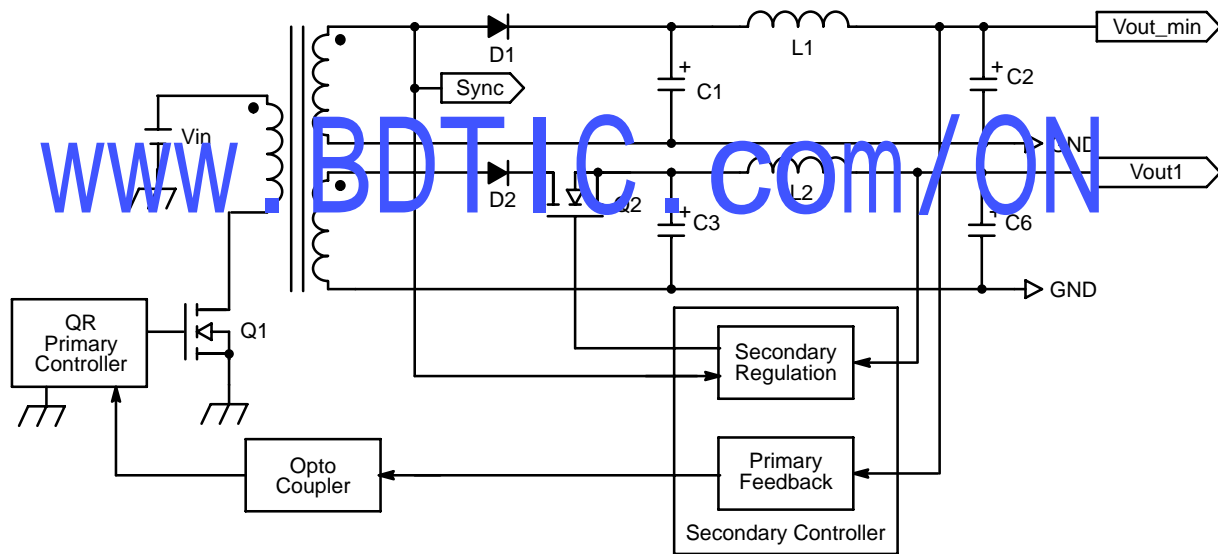 Vout_min
D1
L1
Sync
C1
C2
Vin
GND
www.BDTIC.com/ON
Vout1
D2
Q2
L2
C3
C6
GND
QR
Primary
Controller
Q1
Secondary
Regulation
Opto
Coupler
Primary
Feedback
Secondary Controller
+
+
+
+